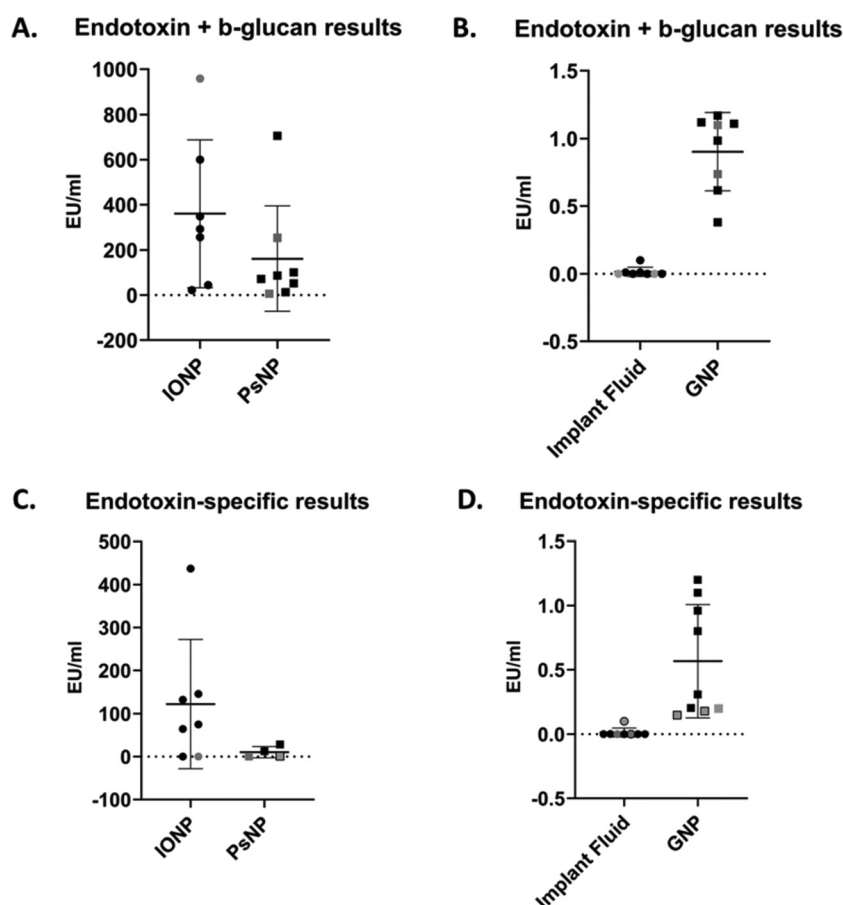 A. Endotoxin + b-glucan results
1000
800
600
400
200
0
-200
EU/ml
IONP
PsNP
B. Endotoxin + b-glucan results
1.5
1.0
0.5
0.0
-0.5
EU/ml
Implant Fluid
GNP
C. Endotoxin-specific results
500
400
300
200
100
0
-100
EU/ml
IONP
PsNP
D. Endotoxin-specific results
1.5
1.0
0.5
0.0
-0.5
EU/ml
Implant Fluid
GNP